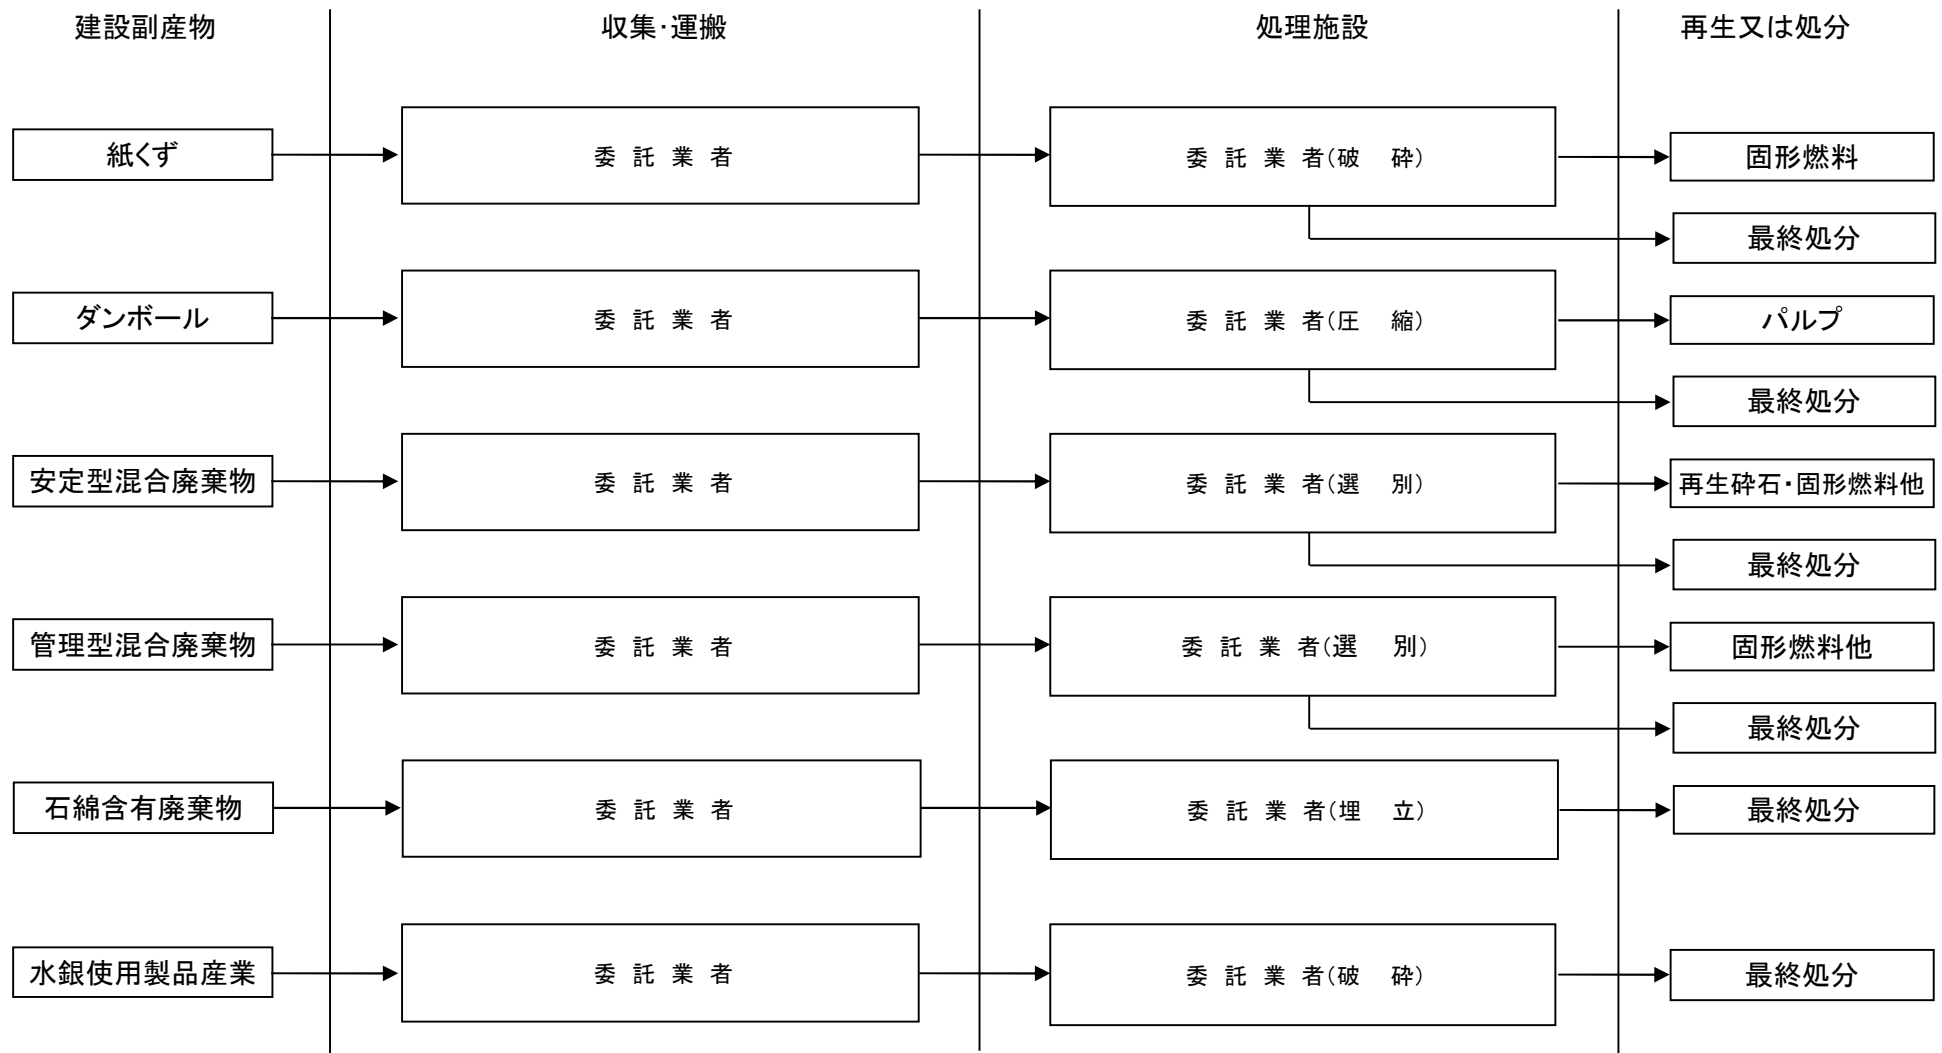 建設副産物 収集・運搬 処理施設 再生又は処分
紙くず 委託業者 委託業者(破 砕) 固形燃料
最終処分
ダンボール 委託業者 委託業者(圧 縮) パルプ
最終処分
安定型混合廃棄物 委託業者 委託業者(選 別) 再生砕石・固形燃料他
最終処分
管理型混合廃棄物 委託業者 委託業者(選 別) 固形燃料他
最終処分
石綿含有廃棄物 委託業者 委託業者(埋 立) 最終処分
水銀使用製品産業 委託業者 委託業者(破 砕) 最終処分